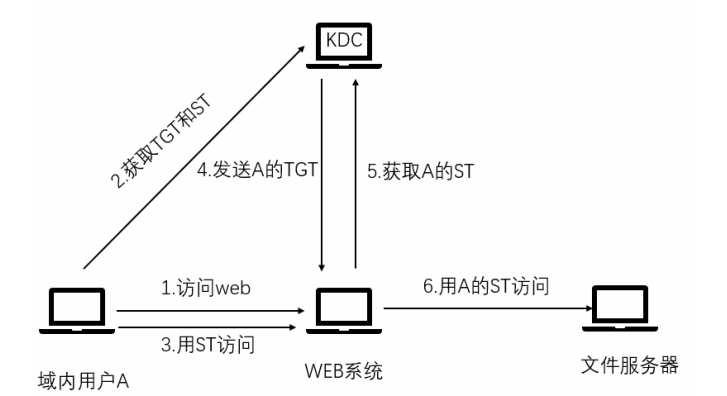 KDC
2.获取TGT和ST
4.发送A的TGT
5.获取A的ST
1.访问web
6.用A的ST访问
3.用ST访问
域内用户A
WEB系统
文件服务器